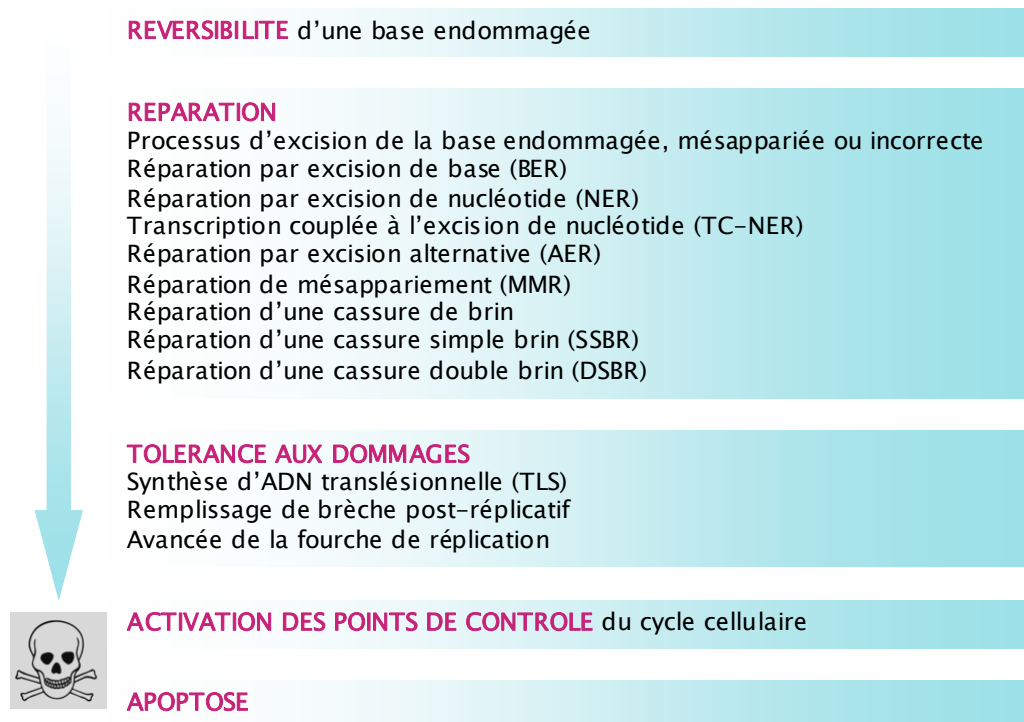 REVERSIBILITE d’une base endommagée
REPARATION
Processus d’excision de la base endommagée, mésappariée ou incorrecte
Réparation par excision de base (BER)
Réparation par excision de nucléotide (NER)
Transcription couplée à l’excision de nucléotide (TC-NER)
Réparation par excision alternative (AER)
Réparation de mésappariement (MMR)
Réparation d’une cassure de brin
Réparation d’une cassure simple brin (SSBR)
Réparation d’une cassure double brin (DSBR)
TOLERANCE AUX DOMMAGES
Synthèse d’ADN translésionnelle (TLS)
Remplissage de brèche post-réplicatif
Avancée de la fourche de réplication
ACTIVATION DES POINTS DE CONTROLE du cycle cellulaire
APOPTOSE